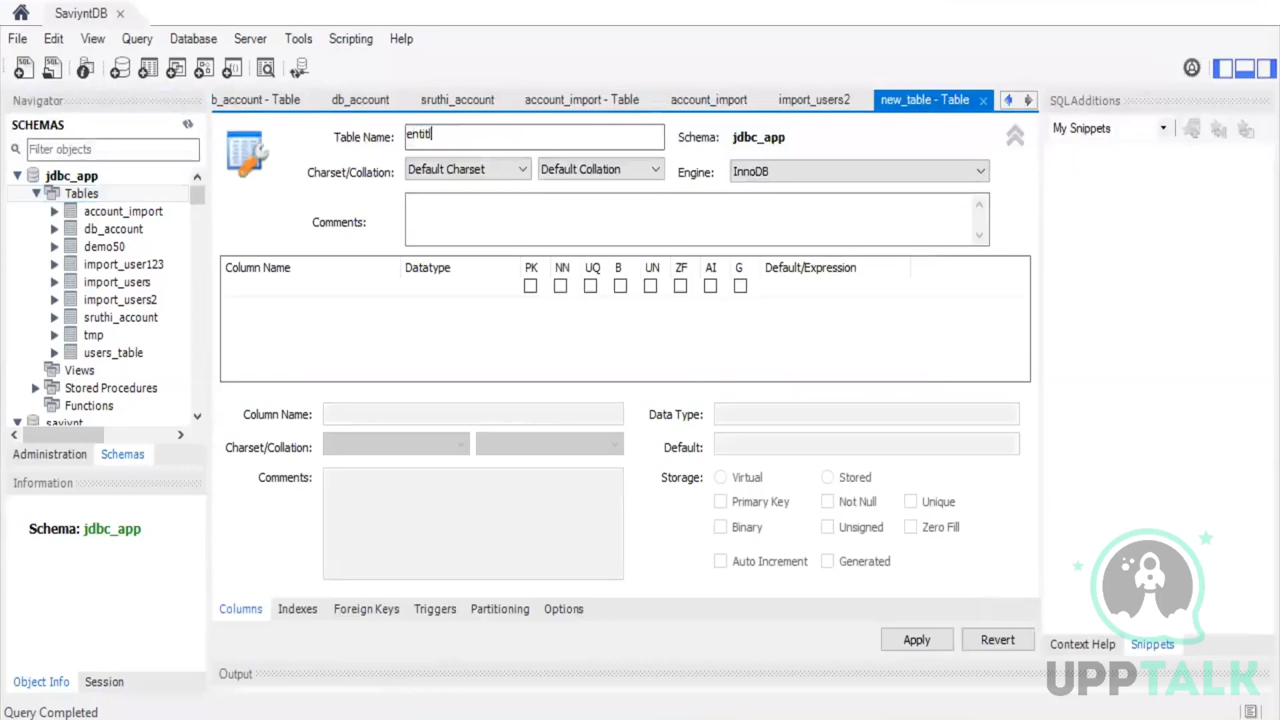 SaviyntDB
File Edit View Query Database Server Tools Scripting Help
Navigator
SCHEMAS
Filter objects
jdbc_app
Tables
account_import
db_account
demo50
import_user123
import_users
import_users2
sruthi_account
tmp
users_table
Views
Stored Procedures
Functions
saviynt
Administration Schemas
Information
Schema: jdbc_app
Object Info Session
Query Completed
b_account - Table db_account sruthi_account account_import - Table account_import import_users2 new_table - Table
Table Name: entitl Schema: jdbc_app
Charset/Collation: Default Charset Default Collation Engine: InnoDB
Comments:
Column Name Datatype PK NN UQ B UN ZF AI G Default/Expression
Column Name: Data Type:
Charset/Collation: Default:
Comments: Storage: Virtual Stored
Primary Key Not Null Unique
Binary Unsigned Zero Fill
Auto Increment Generated
Columns Indexes Foreign Keys Triggers Partitioning Options
Apply Revert
Output
SQLAdditions
My Snippets
Context Help Snippets
UPPTALK